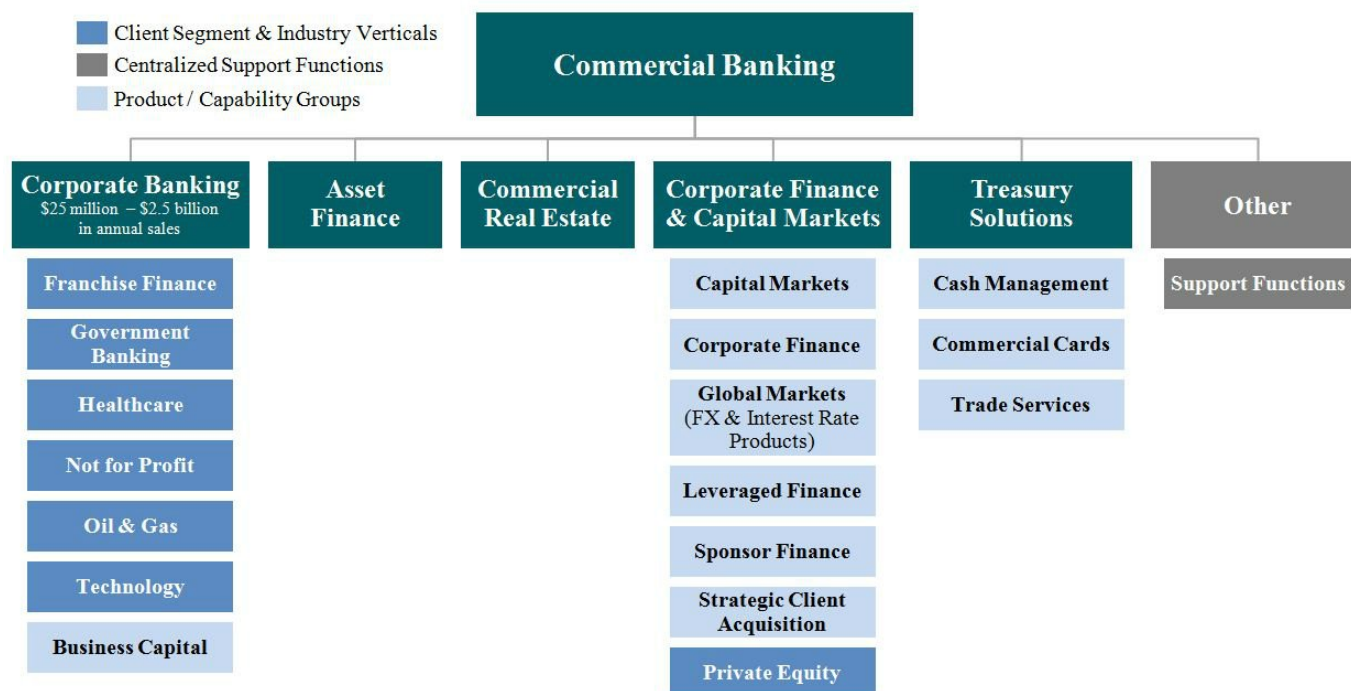 Client Segment & Industry Verticals
Centralized Support Functions
Product / Capability Groups
Commercial Banking
Corporate Banking
$25 million – $2.5 billion
in annual sales
Franchise Finance
Government
Banking
Healthcare
Not for Profit
Oil & Gas
Technology
Business Capital
Asset
Finance
Commercial
Real Estate
Corporate Finance
& Capital Markets
Capital Markets
Corporate Finance
Global Markets
(FX & Interest Rate
Products)
Leveraged Finance
Sponsor Finance
Strategic Client
Acquisition
Private Equity
Treasury
Solutions
Cash Management
Commercial Cards
Trade Services
Other
Support Functions